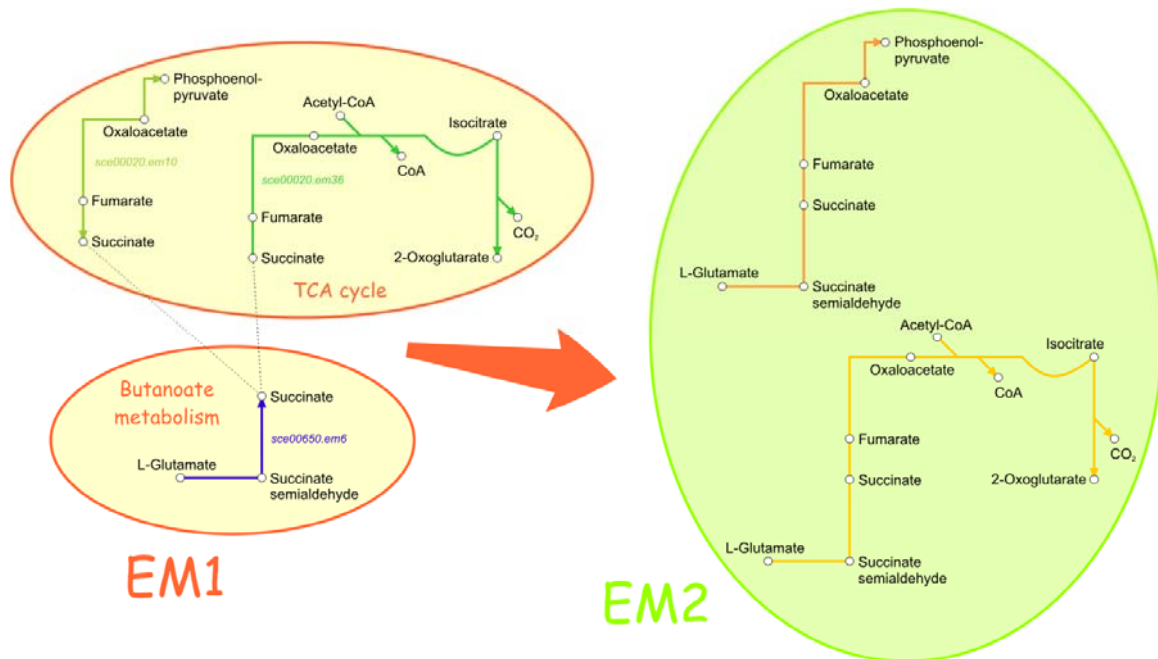 Phosphoenol-
pyruvate
Oxaloacetate
sce00020.em10
Fumarate
Succinate
Acetyl-CoA
Isocitrate
Oxaloacetate
CoA
sce00020.em36
Fumarate
CO2
Succinate
2-Oxoglutarate
TCA cycle
Butanoate
metabolism
Succinate
sce00650.em6
L-Glutamate
Succinate
semialdehyde
EM1
Phosphoenol-
pyruvate
Oxaloacetate
Fumarate
Succinate
L-Glutamate
Succinate
semialdehyde
Acetyl-CoA
Isocitrate
Oxaloacetate
CoA
Fumarate
CO2
Succinate
2-Oxoglutarate
L-Glutamate
Succinate
semialdehyde
EM2